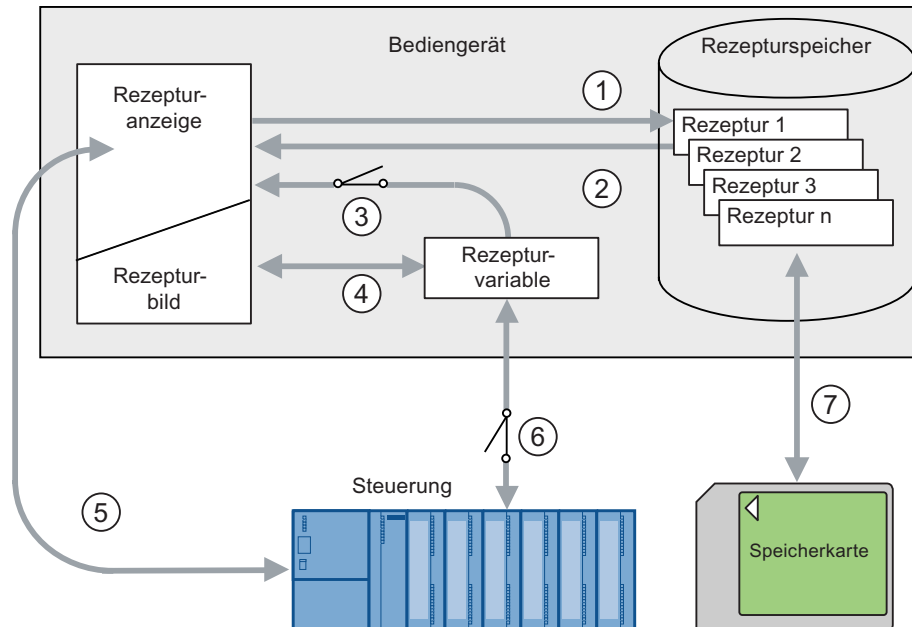 Bediengerät
Rezepturspeicher
Rezeptur-
anzeige
1
Rezeptur 1
Rezeptur 2
Rezeptur 3
Rezeptur n
2
3
Rezeptur-
variable
4
Rezeptur-
bild
7
6
Steuerung
5
Speicherkarte